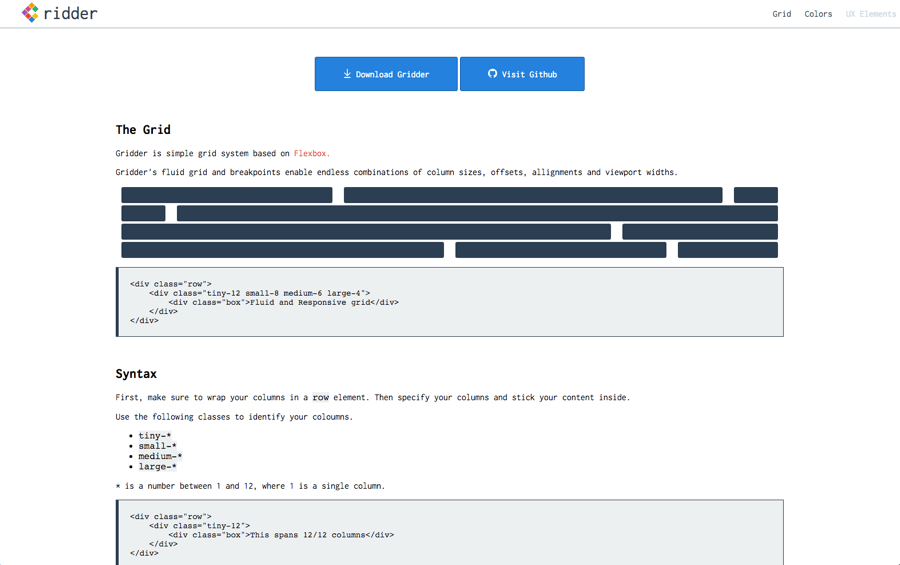 ridder
Grid Colors UX Elements
Download Gridder Visit Github
The Grid
Gridder is simple grid system based on Flexbox.
Gridder's fluid grid and breakpoints enable endless combinations of column sizes, offsets, allignments and viewport widths.
<div class="row">
<div class="tiny-12 small-8 medium-6 large-4">
<div class="box">Fluid and Responsive grid</div>
</div>
</div>
Syntax
First, make sure to wrap your columns in a row element. Then specify your columns and stick your content inside.
Use the following classes to identify your coloumns.
• tiny-*
• small-*
• medium-*
• large-*
* is a number between 1 and 12, where 1 is a single column.
<div class="row">
<div class="tiny-12">
<div class="box">This spans 12/12 columns</div>
</div>
</div>